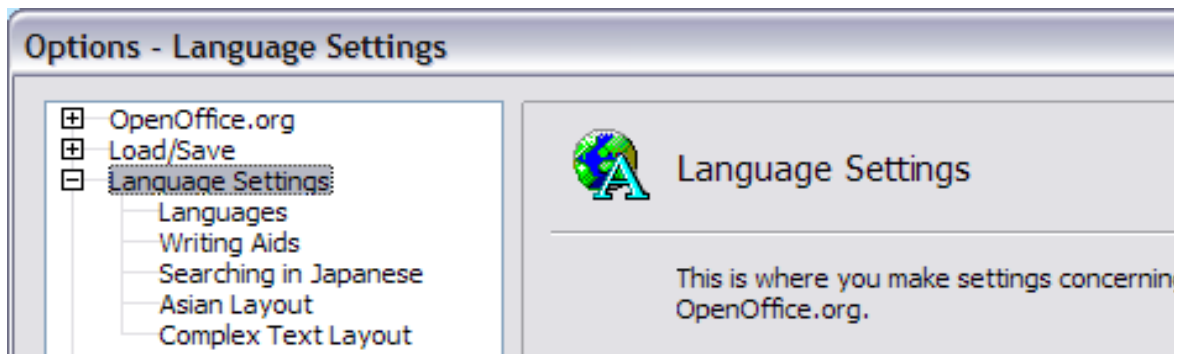 Options - Language Settings
OpenOffice.org
Load/Save
Language Settings
Languages
Writing Aids
Searching in Japanese
Asian Layout
Complex Text Layout
Language Settings
This is where you make settings concerning
OpenOffice.org.